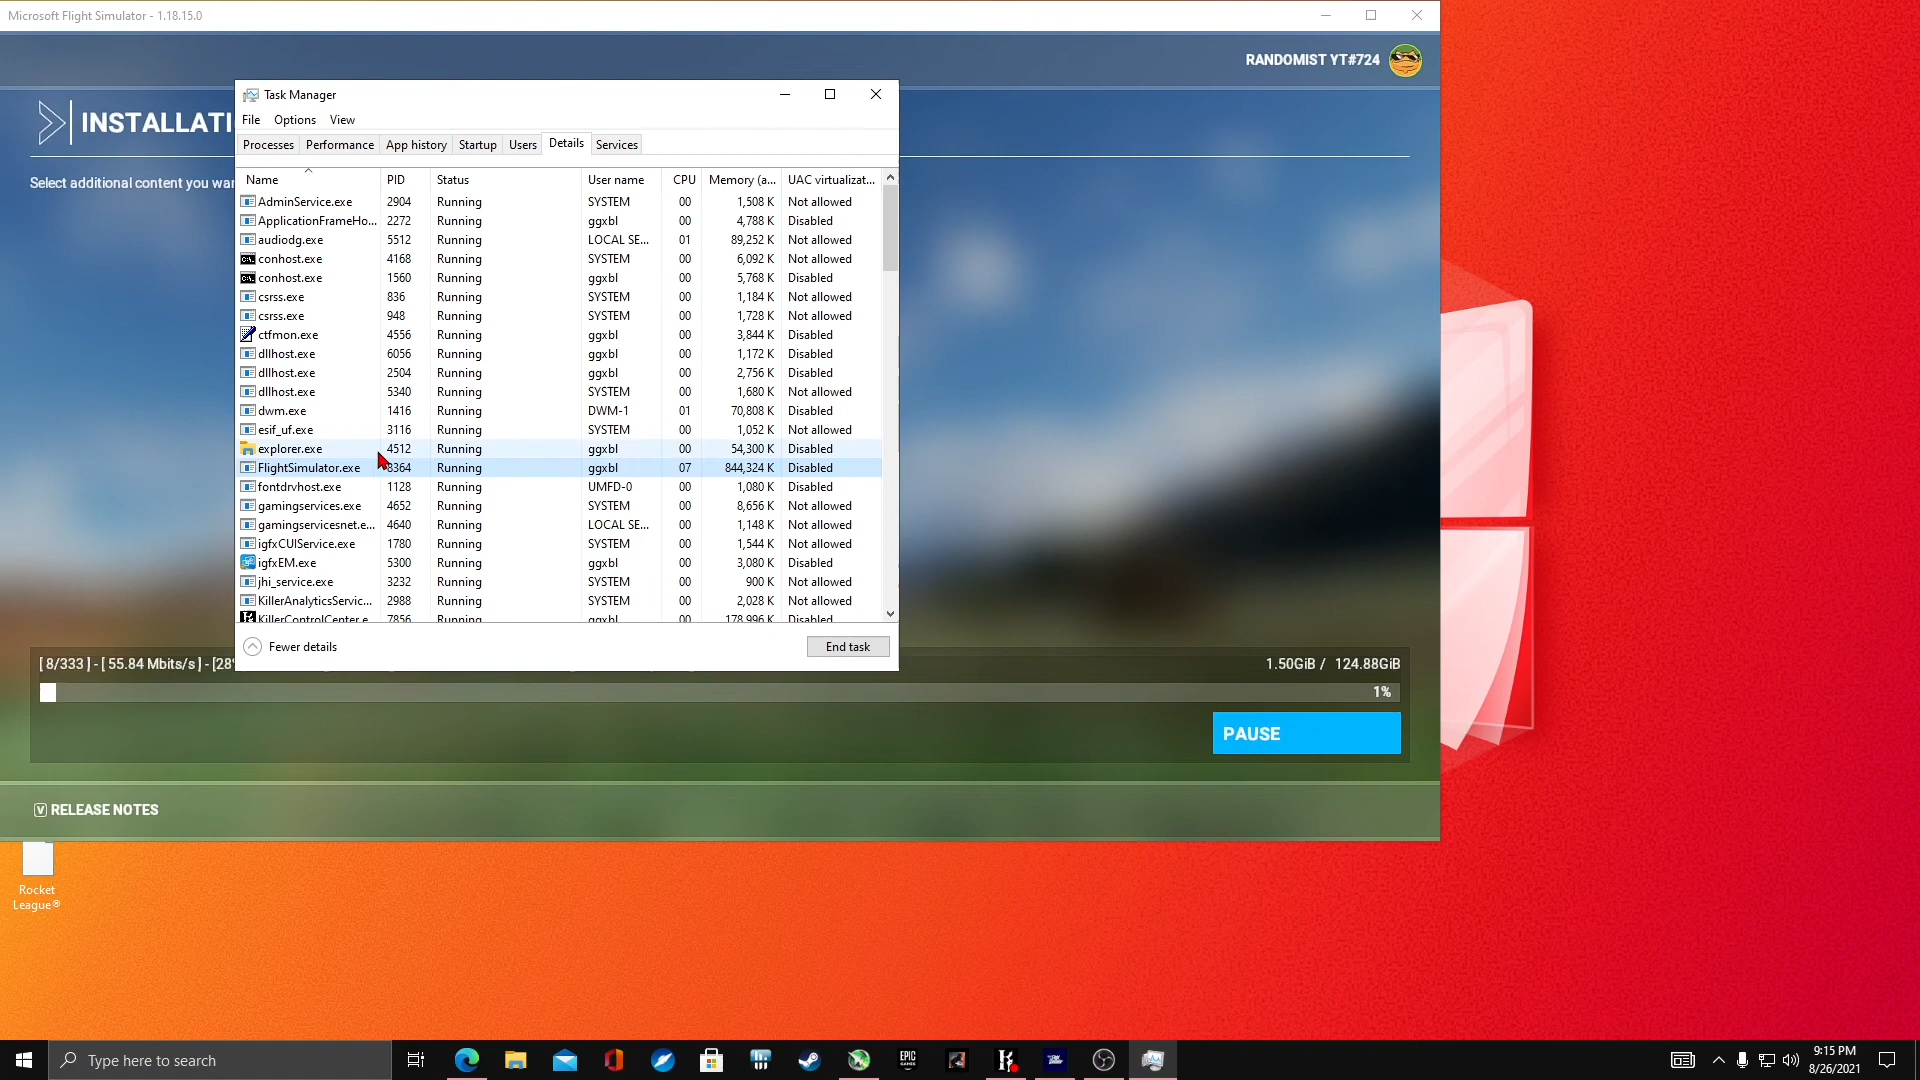 Microsoft Flight Simulator - 1.18.15.0
RANDOMIST YT#724
INSTALLATI
Select additional content you wa
Task Manager
File Options View
Processes Performance App history Startup Users Details Services
Name PID Status User name CPU Memory (a... UAC virtualizat...
AdminService.exe 2904 Running SYSTEM 00 1,508 K Not allowed
ApplicationFrameHo... 2272 Running ggxbl 00 4,788 K Disabled
audiodg.exe 5512 Running LOCAL SE... 01 89,252 K Not allowed
conhost.exe 4168 Running SYSTEM 00 6,092 K Not allowed
conhost.exe 1560 Running ggxbl 00 5,768 K Disabled
csrss.exe 836 Running SYSTEM 00 1,184 K Not allowed
csrss.exe 948 Running SYSTEM 00 1,728 K Not allowed
ctfmon.exe 4556 Running ggxbl 00 3,844 K Disabled
dllhost.exe 6056 Running ggxbl 00 1,172 K Disabled
dllhost.exe 2504 Running ggxbl 00 2,756 K Disabled
dllhost.exe 5340 Running SYSTEM 00 1,680 K Not allowed
dwm.exe 1416 Running DWM-1 01 70,808 K Disabled
esif_uf.exe 3116 Running SYSTEM 00 1,052 K Not allowed
explorer.exe 4512 Running ggxbl 00 54,300 K Disabled
FlightSimulator.exe 8364 Running ggxbl 07 844,324 K Disabled
fontdrvhost.exe 1128 Running UMFD-0 00 1,080 K Disabled
gamingservices.exe 4652 Running SYSTEM 00 8,656 K Not allowed
gamingservicesnet.e... 4640 Running LOCAL SE... 00 1,148 K Not allowed
igfxCUIService.exe 1780 Running SYSTEM 00 1,544 K Not allowed
igfxEM.exe 5300 Running ggxbl 00 3,080 K Disabled
jhi_service.exe 3232 Running SYSTEM 00 900 K Not allowed
KillerAnalyticsServic... 2988 Running SYSTEM 00 2,028 K Not allowed
KillerControlCenter.e... 7856 Running ggxbl 00 178,996 K Disabled
Fewer details End task
[ 8/333 ] - [ 55.84 Mbits/s ] - [28% 1.50GiB / 124.88GiB
1%
PAUSE
V RELEASE NOTES
Rocket
League®
Type here to search
EPIC
GAMES
9:15 PM
8/26/2021